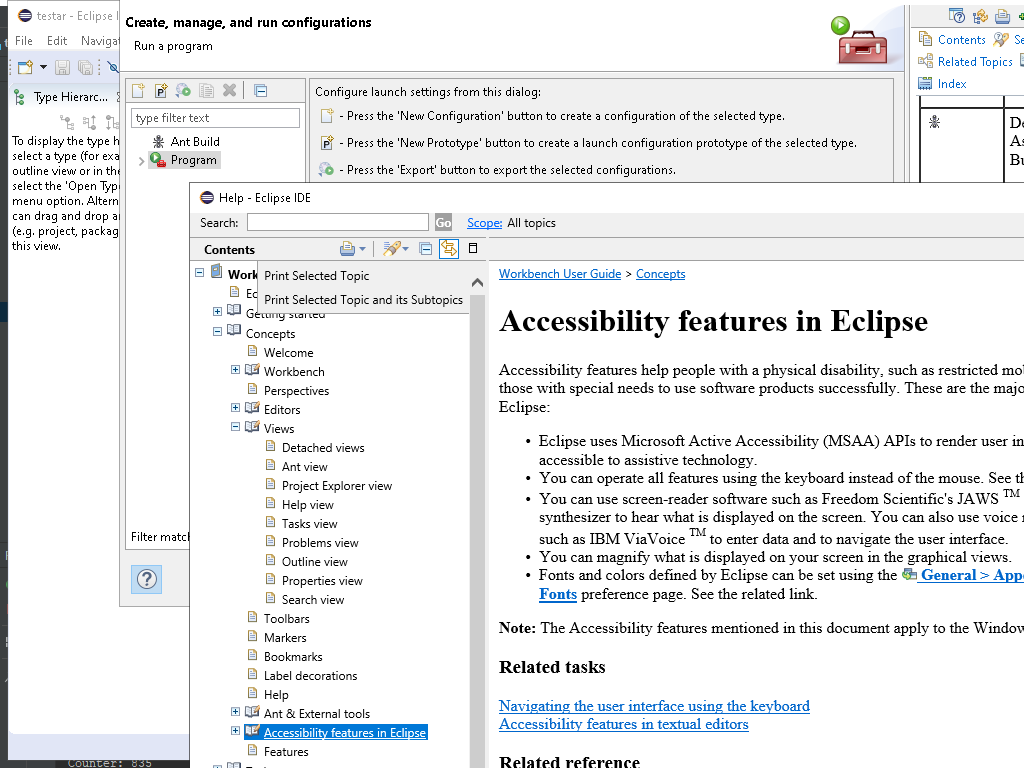 testar - Eclipse I
File Edit Navigat
Type Hierarc...
To display the type h
select a type (for exa
outline view or in the
select the 'Open Type
menu option. Altern
can drag and drop a
(e.g. project, packag
this view.
Create, manage, and run configurations
Run a program
type filter text
Ant Build
Program
Filter match
Configure launch settings from this dialog:
- Press the 'New Configuration' button to create a configuration of the selected type.
- Press the 'New Prototype' button to create a launch configuration prototype of the selected type.
- Press the 'Export' button to export the selected configurations.
Contents Se
Related Topics
Index
De
As
Bu
Help - Eclipse IDE
Search: Go Scope: All topics
Contents
Print Selected Topic
Print Selected Topic and its Subtopics
Work
Ec
Getting started
Concepts
Welcome
Workbench
Perspectives
Editors
Views
Detached views
Ant view
Project Explorer view
Help view
Tasks view
Problems view
Outline view
Properties view
Search view
Toolbars
Markers
Bookmarks
Label decorations
Help
Ant & External tools
Accessibility features in Eclipse
Features
Workbench User Guide > Concepts
Accessibility features in Eclipse
Accessibility features help people with a physical disability, such as restricted mob
those with special needs to use software products successfully. These are the majo
Eclipse:
• Eclipse uses Microsoft Active Accessibility (MSAA) APIs to render user in
accessible to assistive technology.
• You can operate all features using the keyboard instead of the mouse. See th
• You can use screen-reader software such as Freedom Scientific's JAWS TM
synthesizer to hear what is displayed on the screen. You can also use voice r
such as IBM ViaVoice TM to enter data and to navigate the user interface.
• You can magnify what is displayed on your screen in the graphical views.
• Fonts and colors defined by Eclipse can be set using the General > Appe
Fonts preference page. See the related link.
Note: The Accessibility features mentioned in this document apply to the Window
Related tasks
Navigating the user interface using the keyboard
Accessibility features in textual editors
Related reference
Counter: 835